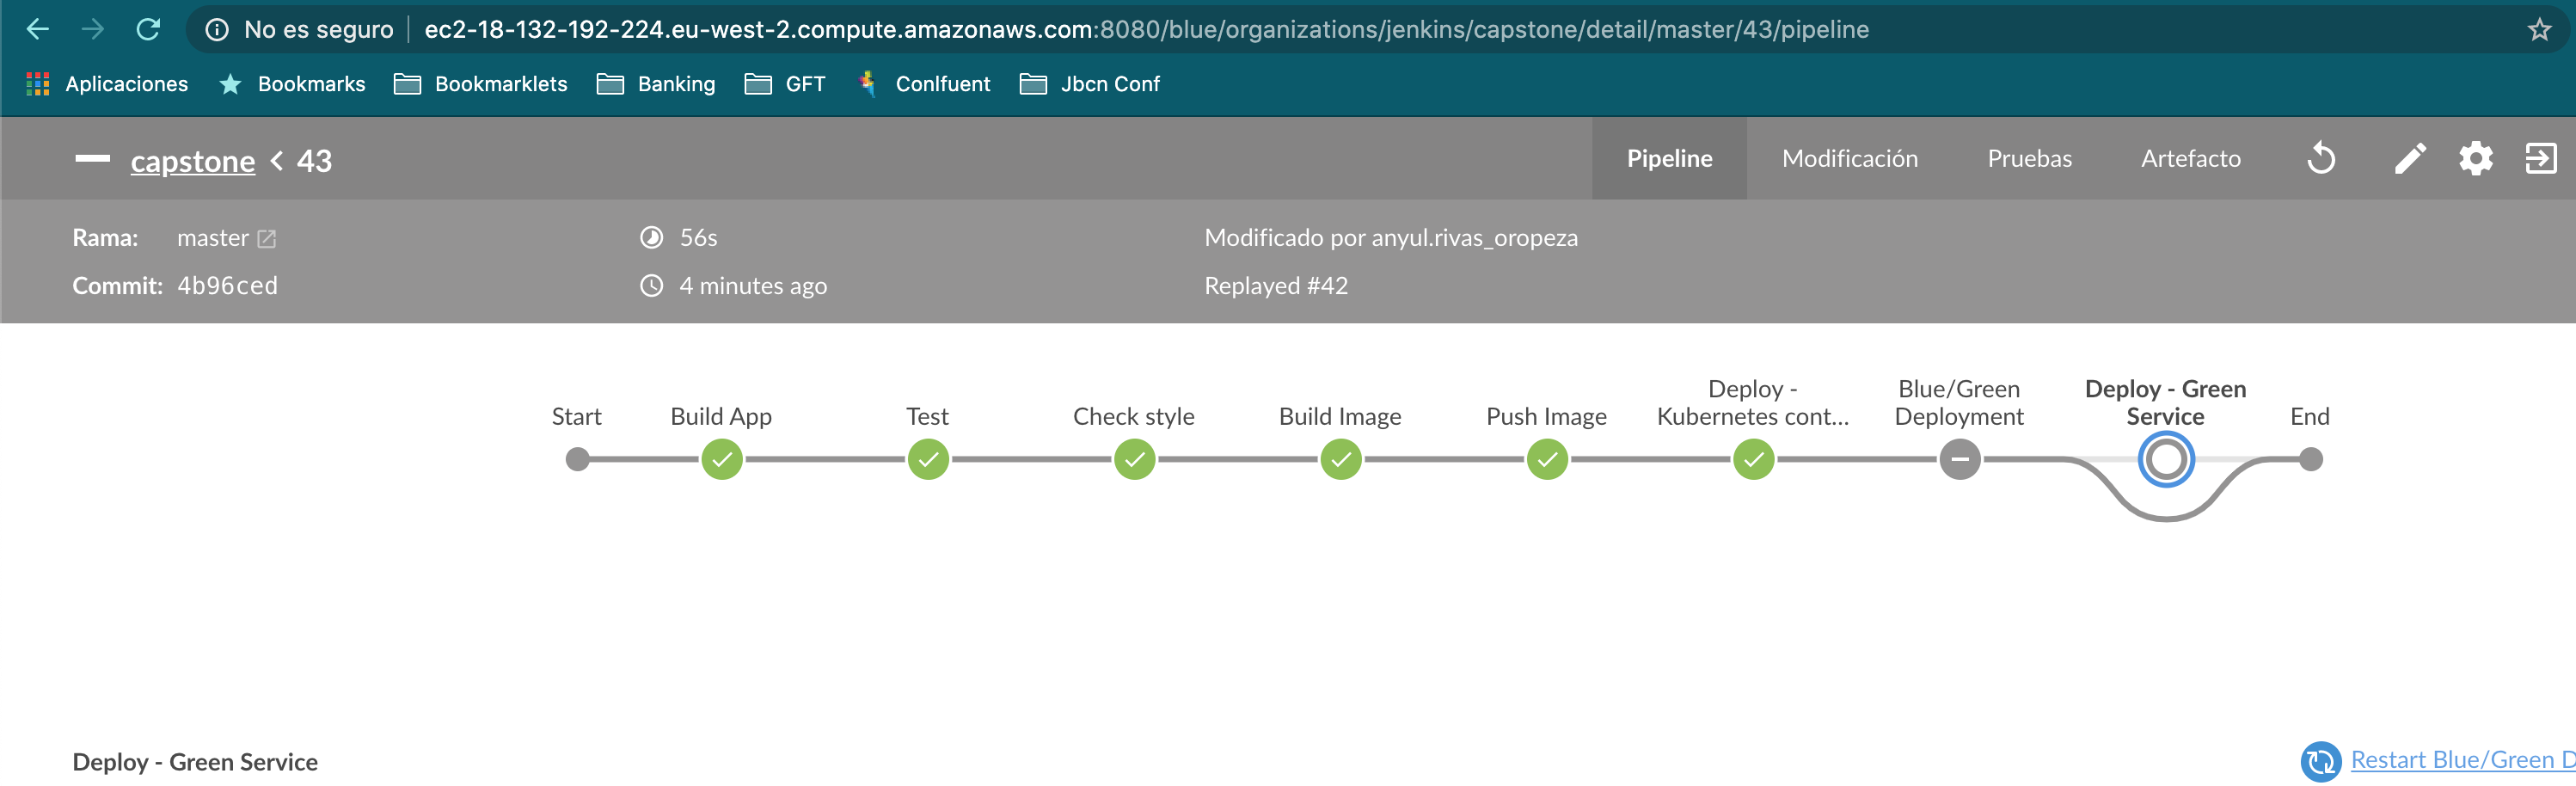 No es seguro | ec2-18-132-192-224.eu-west-2.compute.amazonaws.com:8080/blue/organizations/jenkins/capstone/detail/master/43/pipeline
Aplicaciones Bookmarks Bookmarklets Banking GFT Conlfuent Jbcn Conf
capstone < 43 Pipeline Modificación Pruebas Artefacto
Rama: master 56s Modificado por anyul.rivas_oropeza
Commit: 4b96ced 4 minutes ago Replayed #42
Start
Build App
Test
Check style
Build Image
Push Image
Deploy -
Kubernetes cont...
Blue/Green
Deployment
Deploy - Green
Service
End
Deploy - Green Service
Restart Blue/Green D